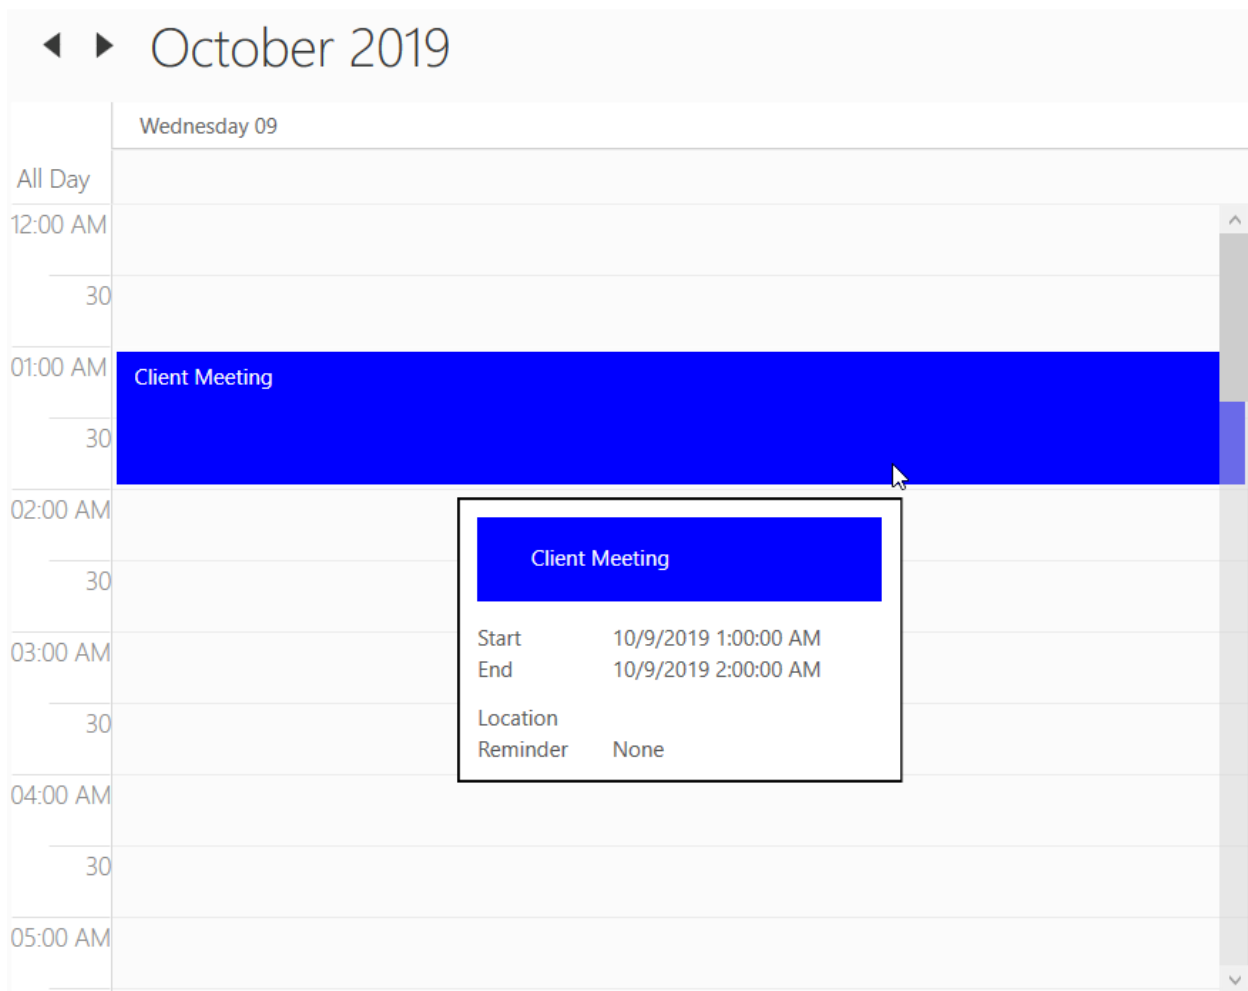 October 2019
Wednesday 09
All Day
12:00 AM
30
01:00 AM
Client Meeting
30
02:00 AM
Client Meeting
30
Start 10/9/2019 1:00:00 AM
03:00 AM
End 10/9/2019 2:00:00 AM
Location
30
Reminder None
04:00 AM
30
05:00 AM